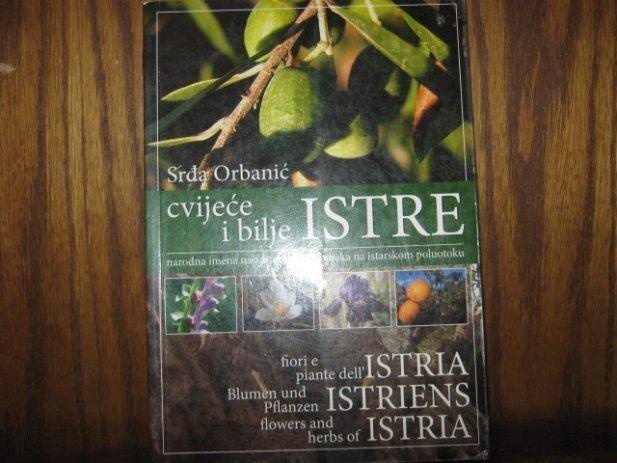 Srđa Orbanić
cvijeće
i bilje ISTRE
narodna imena na na istarskom poluotoku
fiori e
piante dell'ISTRIA
Blumen und
Pflanzen ISTRIENS
flowers and
herbs of ISTRIA